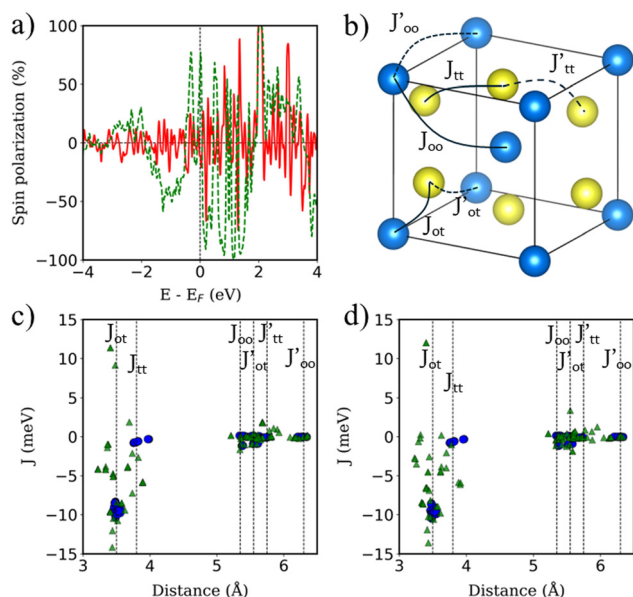 a)
100
50
0
−50
−100
Spin polarization (%)
−4
−2
0
2
4
E - E_F (eV)
b)
J'oo
Jtt
J'tt
Joo
J'ot
Jot
c)
15
10
5
0
−5
−10
−15
J (meV)
Jot
Jtt
Joo
J'tt
J'ot
J'oo
3
4
5
6
Distance (Å)
d)
15
10
5
0
−5
−10
−15
J (meV)
Jot
Jtt
Joo
J'tt
J'ot
J'oo
3
4
5
6
Distance (Å)